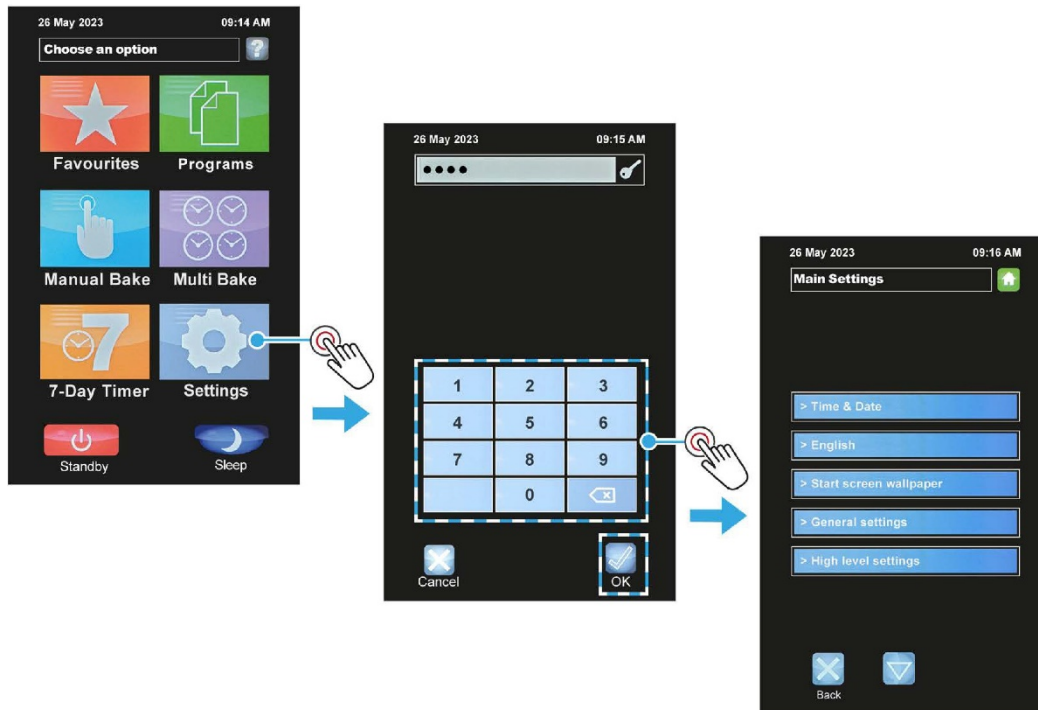 26 May 2023 09:14 AM
Choose an option ?
Favourites Programs
Manual Bake Multi Bake
7
7-Day Timer Settings
Standby Sleep
26 May 2023 09:15 AM
••••
1 2 3
4 5 6
7 8 9
0
Cancel OK
26 May 2023 09:16 AM
Main Settings
> Time & Date
> English
> Start screen wallpaper
> General settings
> High level settings
Back